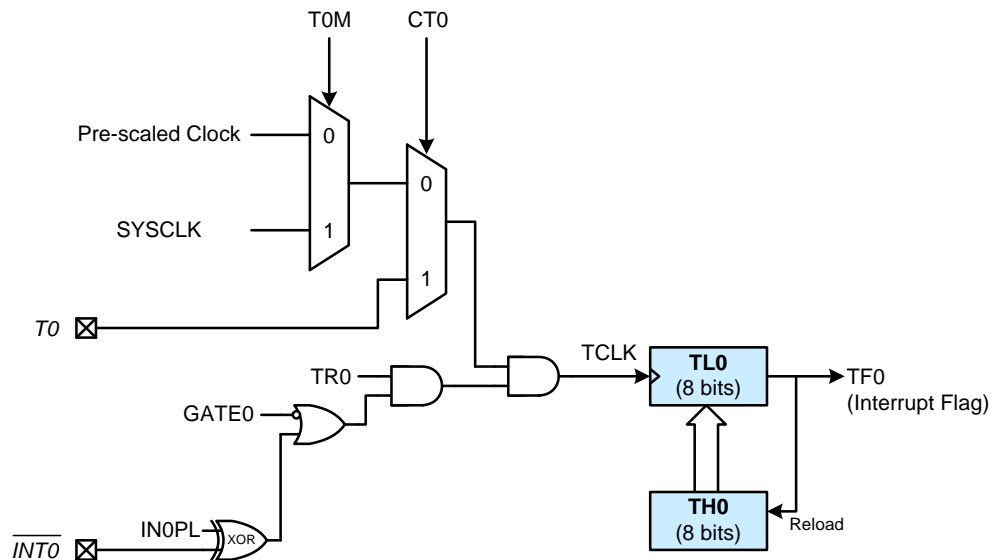 T0M
CT0
Pre-scaled Clock
0
0
SYSCLK
1
1
T0
TCLK
TL0
(8 bits)
TF0
(Interrupt Flag)
TR0
GATE0
TH0
(8 bits)
Reload
IN0PL
XOR
INT0